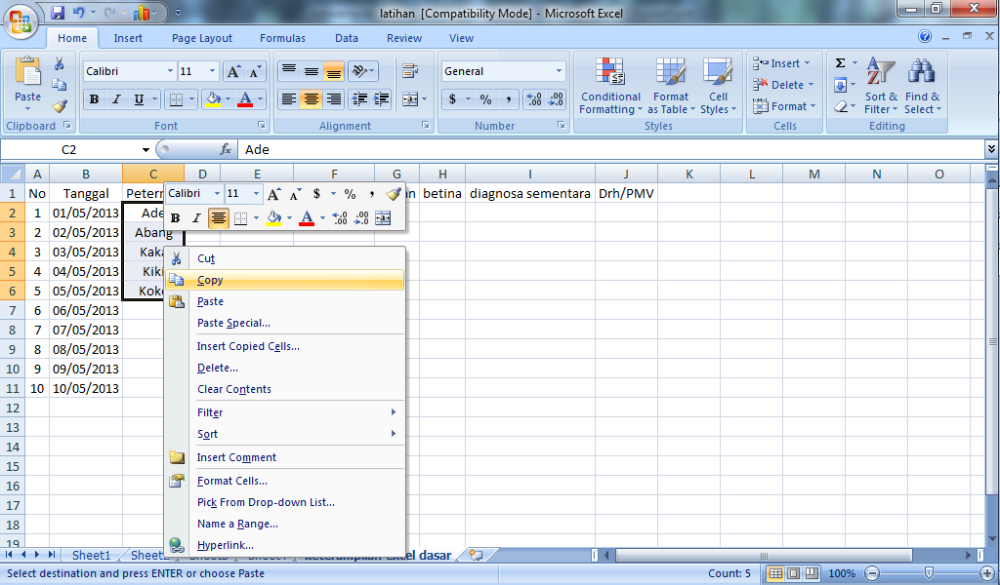 latihan [Compatibility Mode] - Microsoft Excel
Home Insert Page Layout Formulas Data Review View
Paste
Calibri 11 A A
B I U A
General
$ % , .00 .00
Conditional Formatting
Format as Table
Cell Styles
Insert
Delete
Format
Σ
Sort & Filter
Find & Select
Clipboard Font Alignment Number Styles Cells Editing
C2 fx Ade
A B C D E F G H I J K L M N O
1 No Tanggal Petern n betina diagnosa sementara Drh/PMV
2 1 01/05/2013 Ade
3 2 02/05/2013 Abang
4 3 03/05/2013 Kaka
5 4 04/05/2013 Kiki
6 5 05/05/2013 Koko
7 6 06/05/2013
8 7 07/05/2013
9 8 08/05/2013
10 9 09/05/2013
11 10 10/05/2013
12
13
14
15
16
17
18
19
Calibri 11 A A $ % ,
B I A .00 .00
Cut
Copy
Paste
Paste Special...
Insert Copied Cells...
Delete...
Clear Contents
Filter
Sort
Insert Comment
Format Cells...
Pick From Drop-down List...
Name a Range...
Hyperlink...
Sheet1 excel dasar
Select destination and press ENTER or choose Paste Count: 5 100%